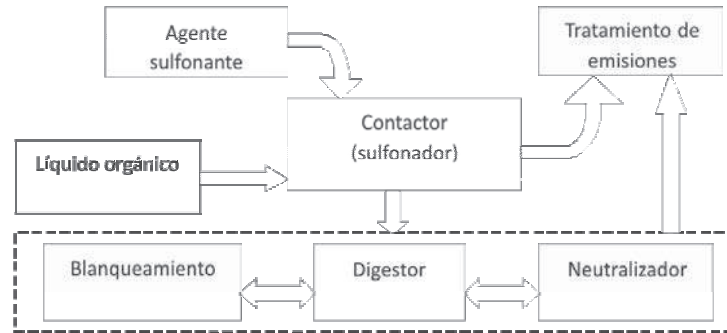 Agente
sulfonante
Tratamiento de
emisiones
Contactor
(sulfonador)
Líquido orgánico
Blanqueamiento
Digestor
Neutralizador